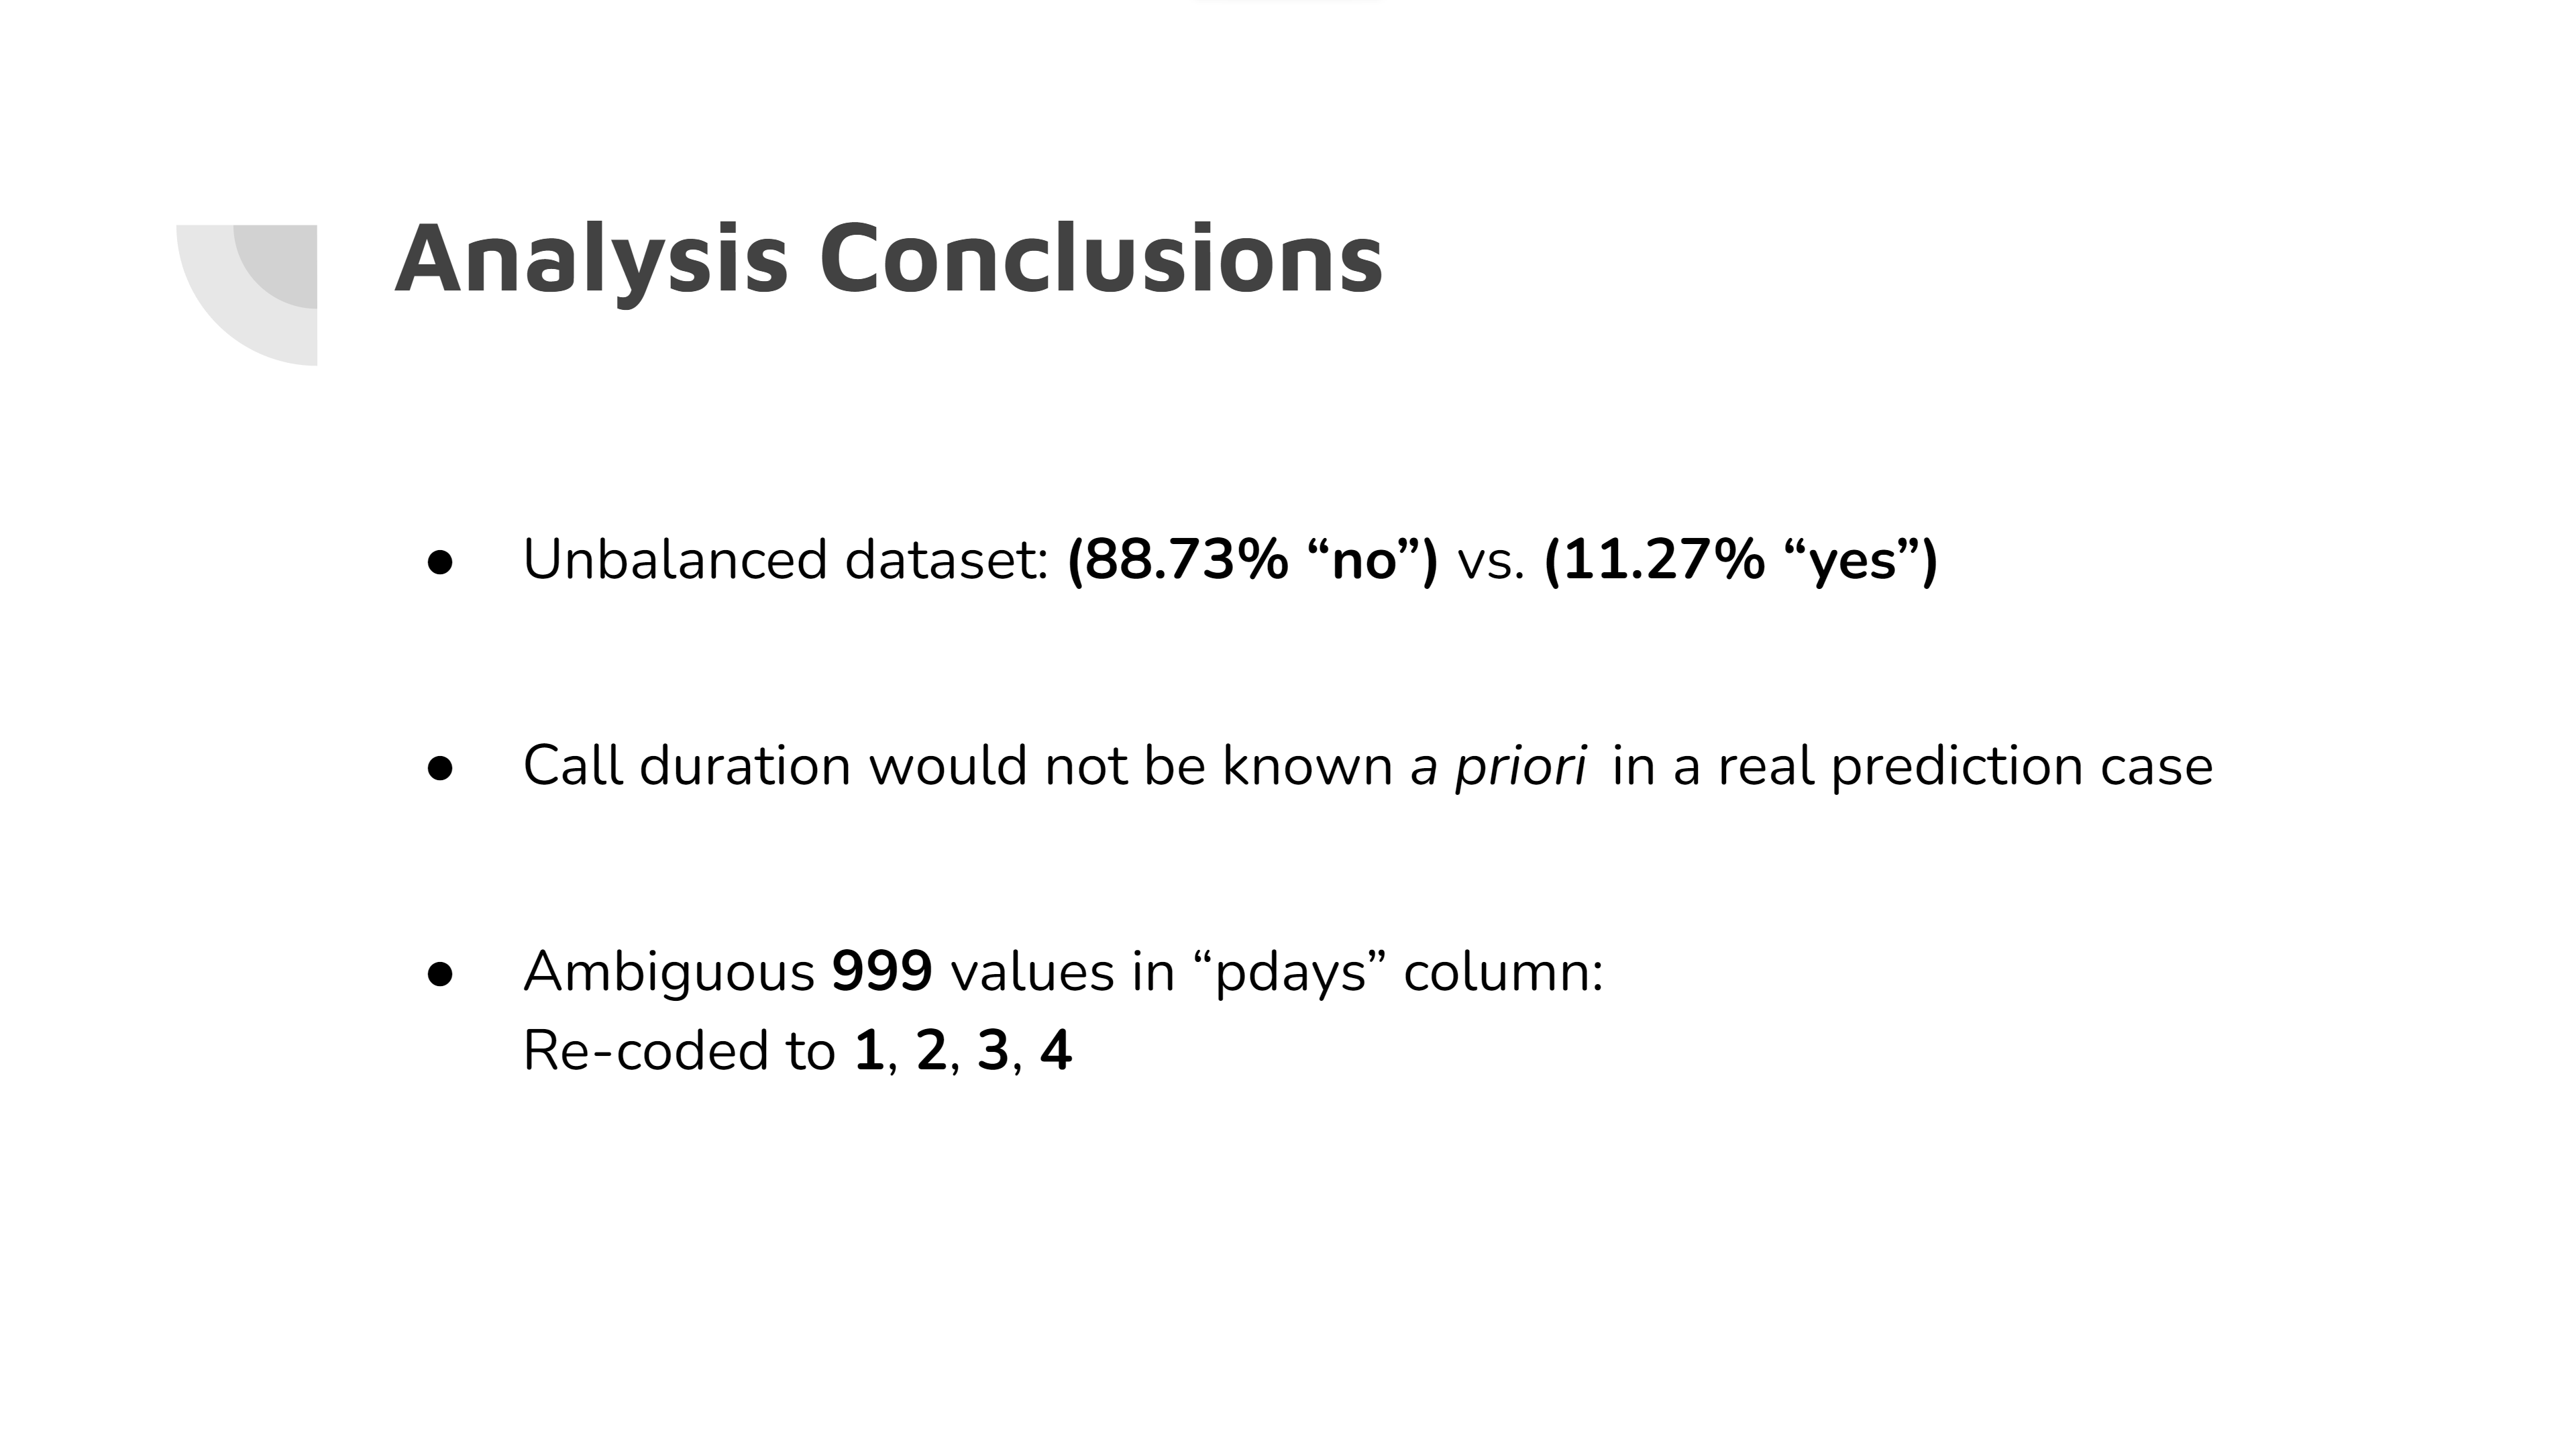 Analysis Conclusions
● Unbalanced dataset: (88.73% “no”) vs. (11.27% “yes”)
● Call duration would not be known a priori in a real prediction case
● Ambiguous 999 values in “pdays” column:
Re-coded to 1, 2, 3, 4